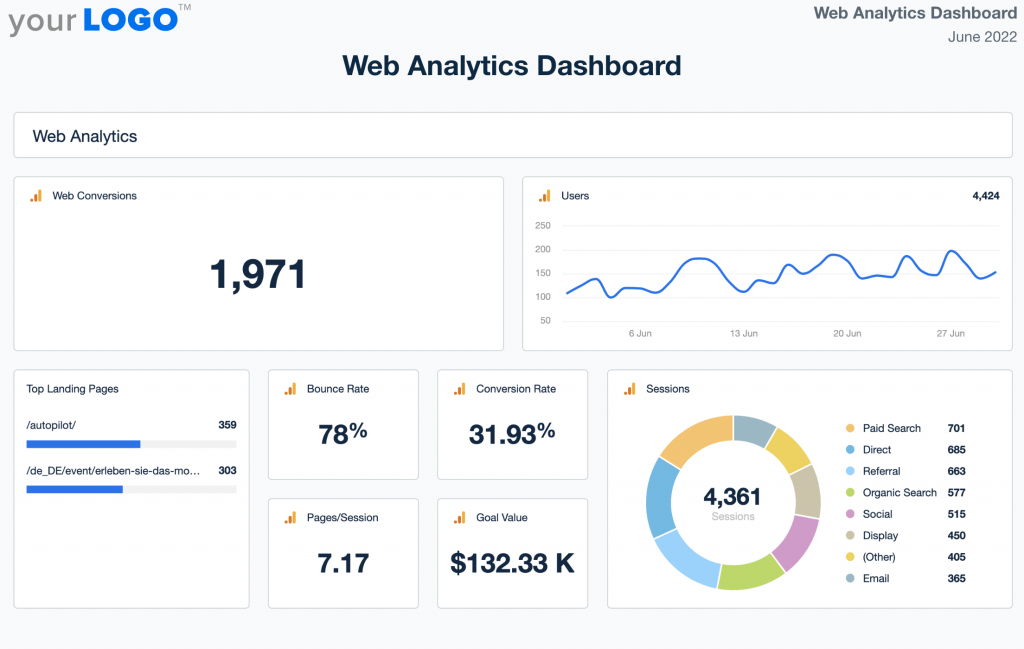 your LOGO™
Web Analytics Dashboard
June 2022
Web Analytics Dashboard
Web Analytics
Web Conversions
1,971
Users
4,424
250
200
150
100
50
6 Jun
13 Jun
20 Jun
27 Jun
Top Landing Pages
/autopilot/ 359
/de_DE/event/erleben-sie-das-mo... 303
Bounce Rate
78%
Conversion Rate
31.93%
Pages/Session
7.17
Goal Value
$132.33 K
Sessions
4,361
Sessions
Paid Search 701
Direct 685
Referral 663
Organic Search 577
Social 515
Display 450
(Other) 405
Email 365